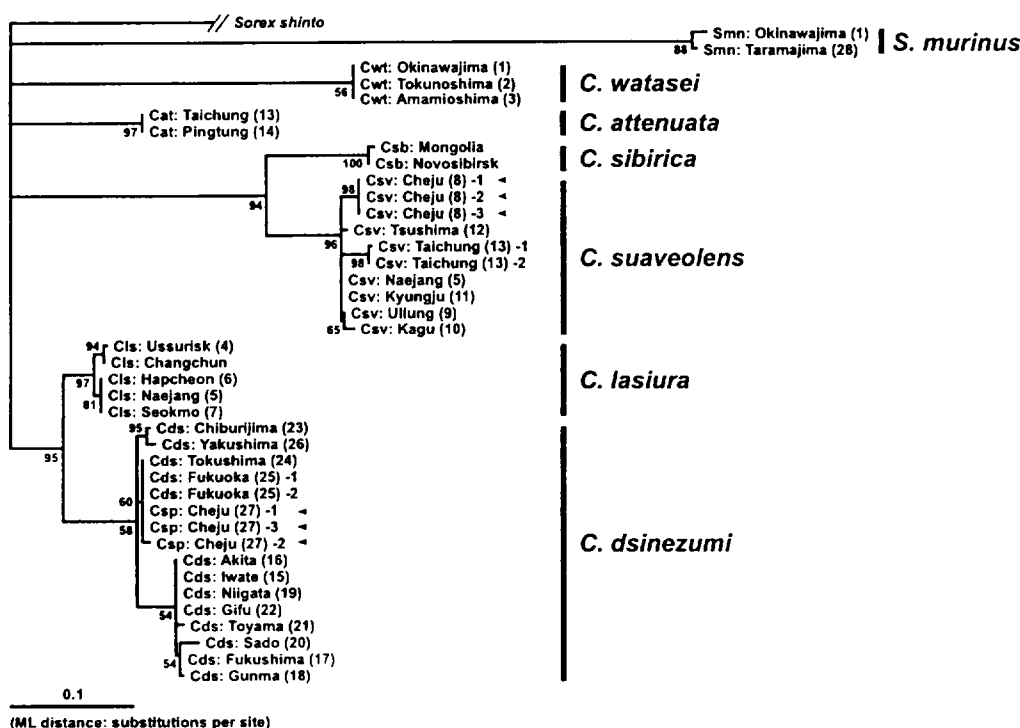 Sorex shinto
Smn: Okinawajima (1)
88 Smn: Taramajima (28)
S. murinus
Cwt: Okinawajima (1)
Cwt: Tokunoshima (2)
56 Cwt: Amamioshima (3)
C. watasei
Cat: Taichung (13)
97 Cat: Pingtung (14)
C. attenuata
Csb: Mongolia
100 Csb: Novosibirsk
C. sibirica
94
98 Csv: Cheju (8) -1
Csv: Cheju (8) -2
Csv: Cheju (8) -3
96 Csv: Tsushima (12)
Csv: Taichung (13) -1
98 Csv: Taichung (13) -2
Csv: Naejang (5)
Csv: Kyungju (11)
Csv: Ullung (9)
65 Csv: Kagu (10)
C. suaveolens
94 Cls: Ussurisk (4)
Cls: Changchun
97 Cls: Hapcheon (6)
Cls: Naejang (5)
81 Cls: Seokmo (7)
C. lasiura
95
95 Cds: Chiburijima (23)
Cds: Yakushima (26)
Cds: Tokushima (24)
Cds: Fukuoka (25) -1
Cds: Fukuoka (25) -2
60 Csp: Cheju (27) -1
58 Csp: Cheju (27) -3
Csp: Cheju (27) -2
Cds: Akita (16)
Cds: Iwate (15)
Cds: Niigata (19)
Cds: Gifu (22)
54 Cds: Toyama (21)
Cds: Sado (20)
54 Cds: Fukushima (17)
Cds: Gunma (18)
C. dsinezumi
0.1
(ML distance: substitutions per site)